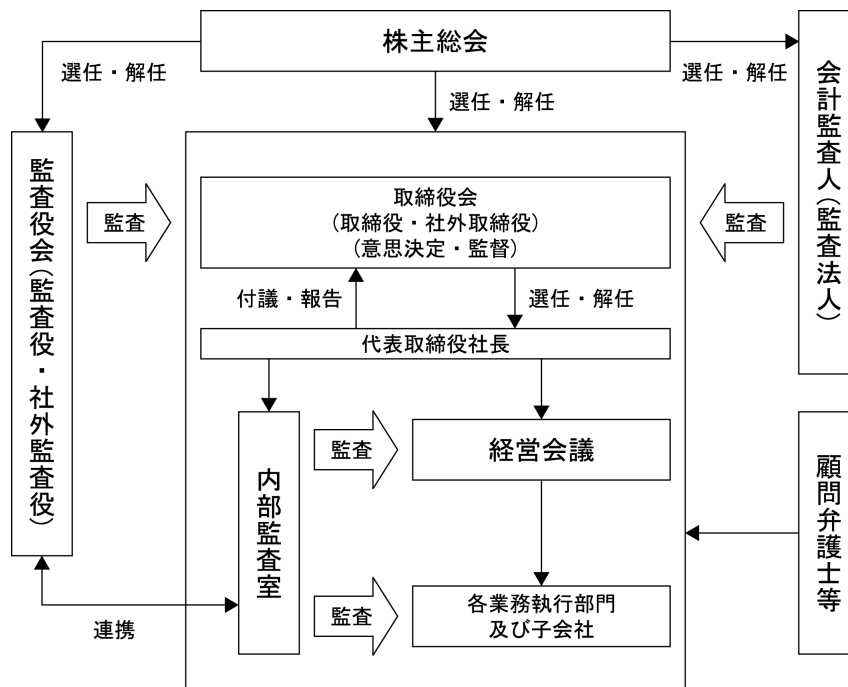 株主総会
選任・解任
選任・解任
選任・解任
監査役会(監査役・社外監査役)
会計監査人(監査法人)
監査
取締役会
(取締役・社外取締役)
(意思決定・監督)
監査
付議・報告
選任・解任
代表取締役社長
内部監査室
監査
経営会議
顧問弁護士等
監査
各業務執行部門
及び子会社
連携